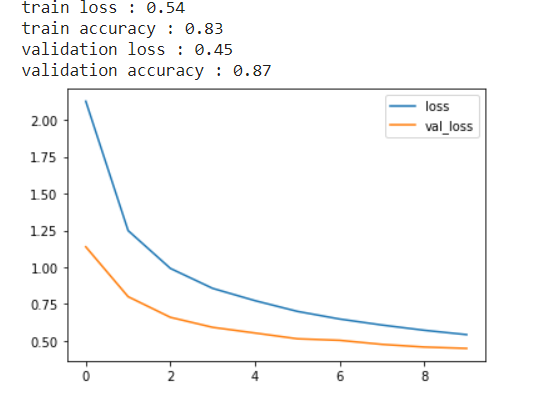 train loss : 0.54
train accuracy : 0.83
validation loss : 0.45
validation accuracy : 0.87
loss
val_loss
2.00
1.75
1.50
1.25
1.00
0.75
0.50
0 2 4 6 8